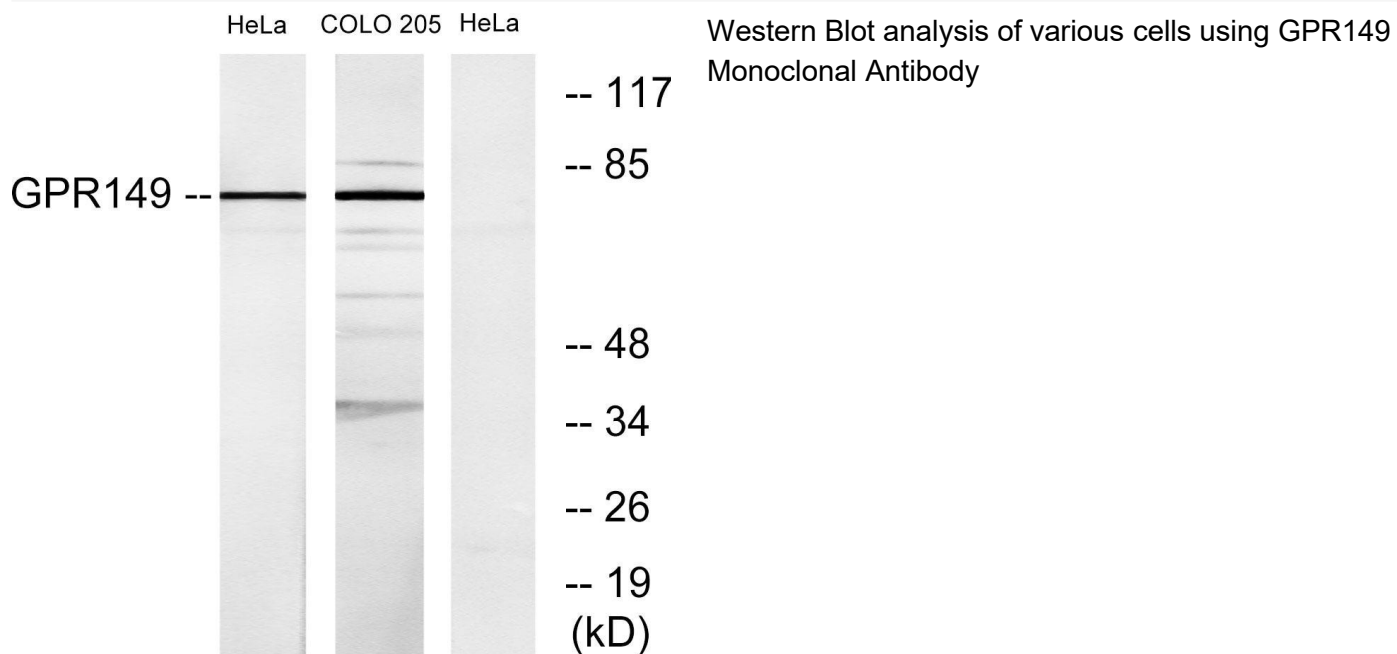 HeLa COLO 205 HeLa
Western Blot analysis of various cells using GPR149
Monoclonal Antibody
-- 117
-- 85
GPR149 --
-- 48
-- 34
-- 26
-- 19
(kD)